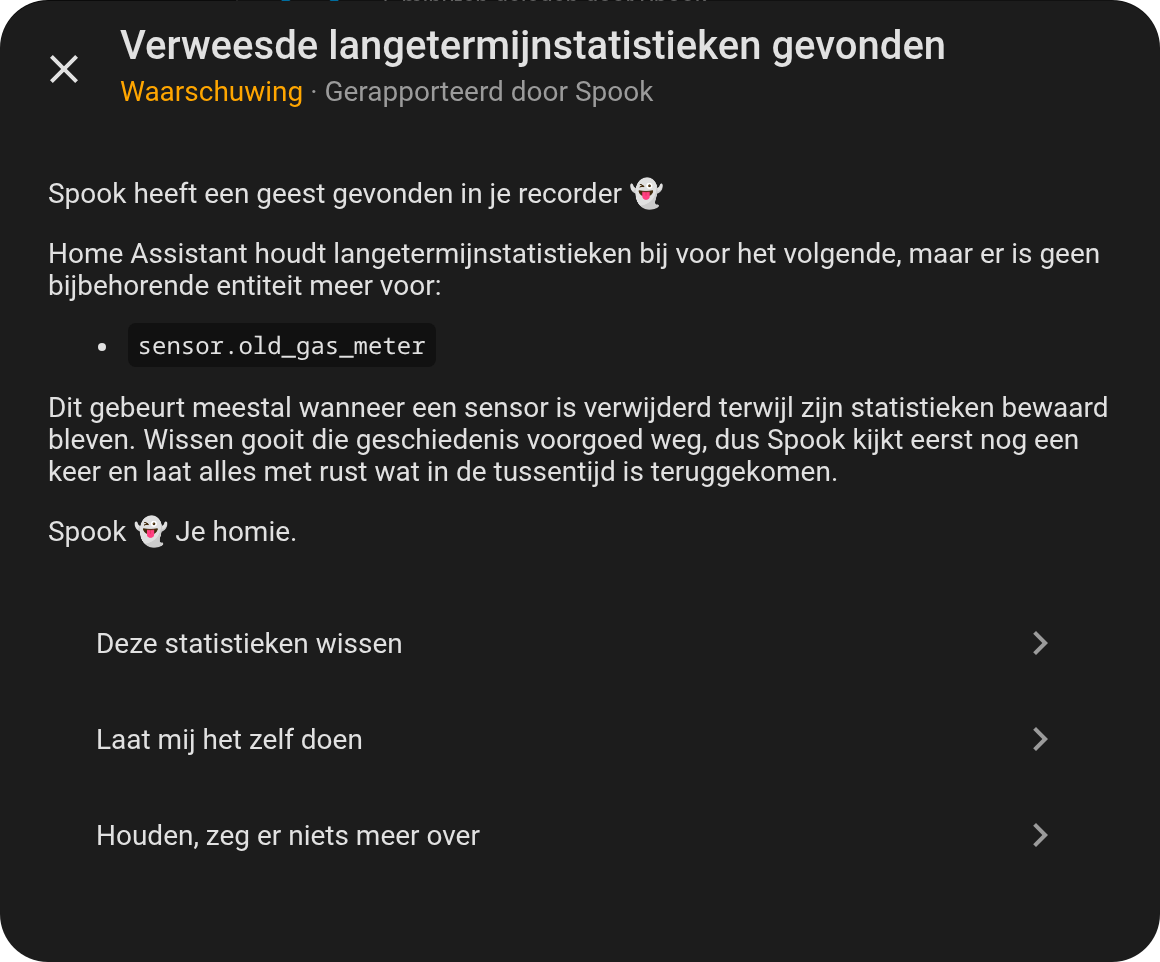 Verweesde langetermijnstatistieken gevonden
Waarschuwing · Gerapporteerd door Spook
Spook heeft een geest gevonden in je recorder 👻
Home Assistant houdt langetermijnstatistieken bij voor het volgende, maar er is geen
bijbehorende entiteit meer voor:
• sensor.old_gas_meter
Dit gebeurt meestal wanneer een sensor is verwijderd terwijl zijn statistieken bewaard
bleven. Wissen gooit die geschiedenis voorgoed weg, dus Spook kijkt eerst nog een
keer en laat alles met rust wat in de tussentijd is teruggekomen.
Spook 👻 Je homie.
Deze statistieken wissen
Laat mij het zelf doen
Houden, zeg er niets meer over